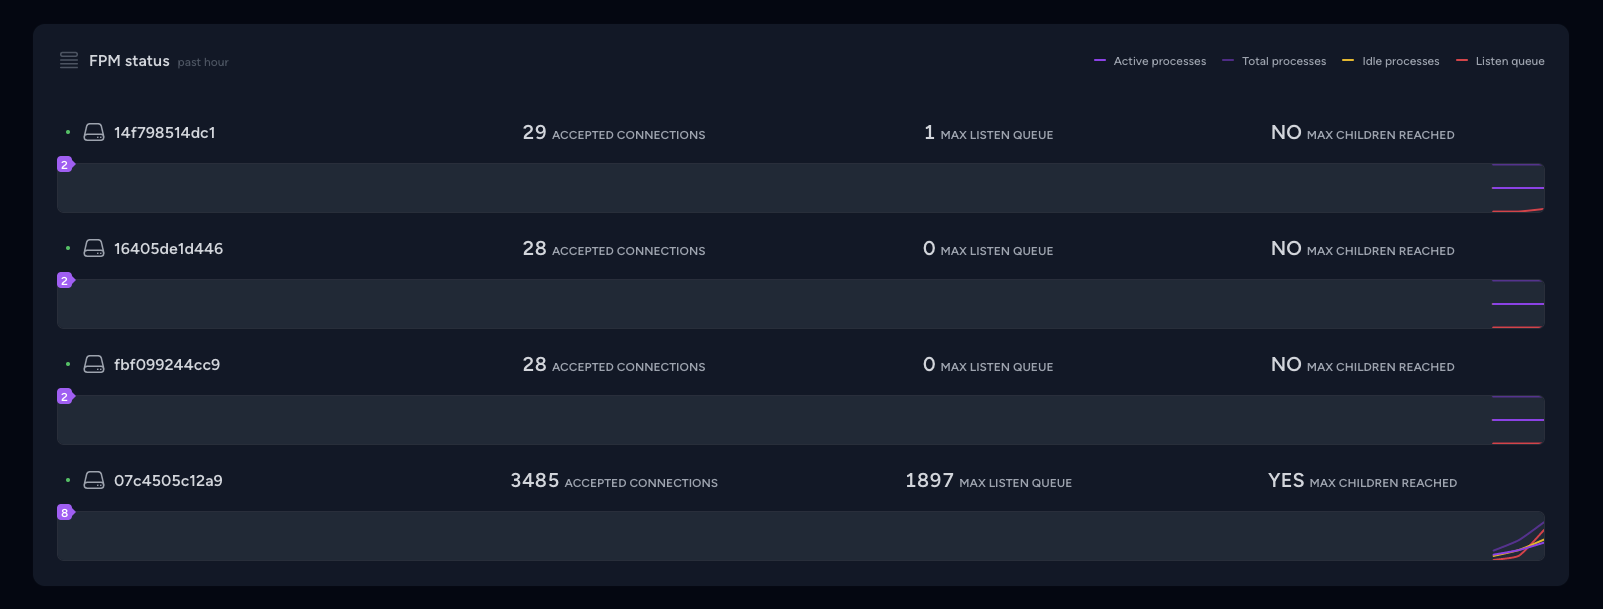 FPM status past hour
Active processes Total processes Idle processes Listen queue
14f798514dc1 29 ACCEPTED CONNECTIONS 1 MAX LISTEN QUEUE NO MAX CHILDREN REACHED
2
16405de1d446 28 ACCEPTED CONNECTIONS 0 MAX LISTEN QUEUE NO MAX CHILDREN REACHED
2
fbf099244cc9 28 ACCEPTED CONNECTIONS 0 MAX LISTEN QUEUE NO MAX CHILDREN REACHED
2
07c4505c12a9 3485 ACCEPTED CONNECTIONS 1897 MAX LISTEN QUEUE YES MAX CHILDREN REACHED
8